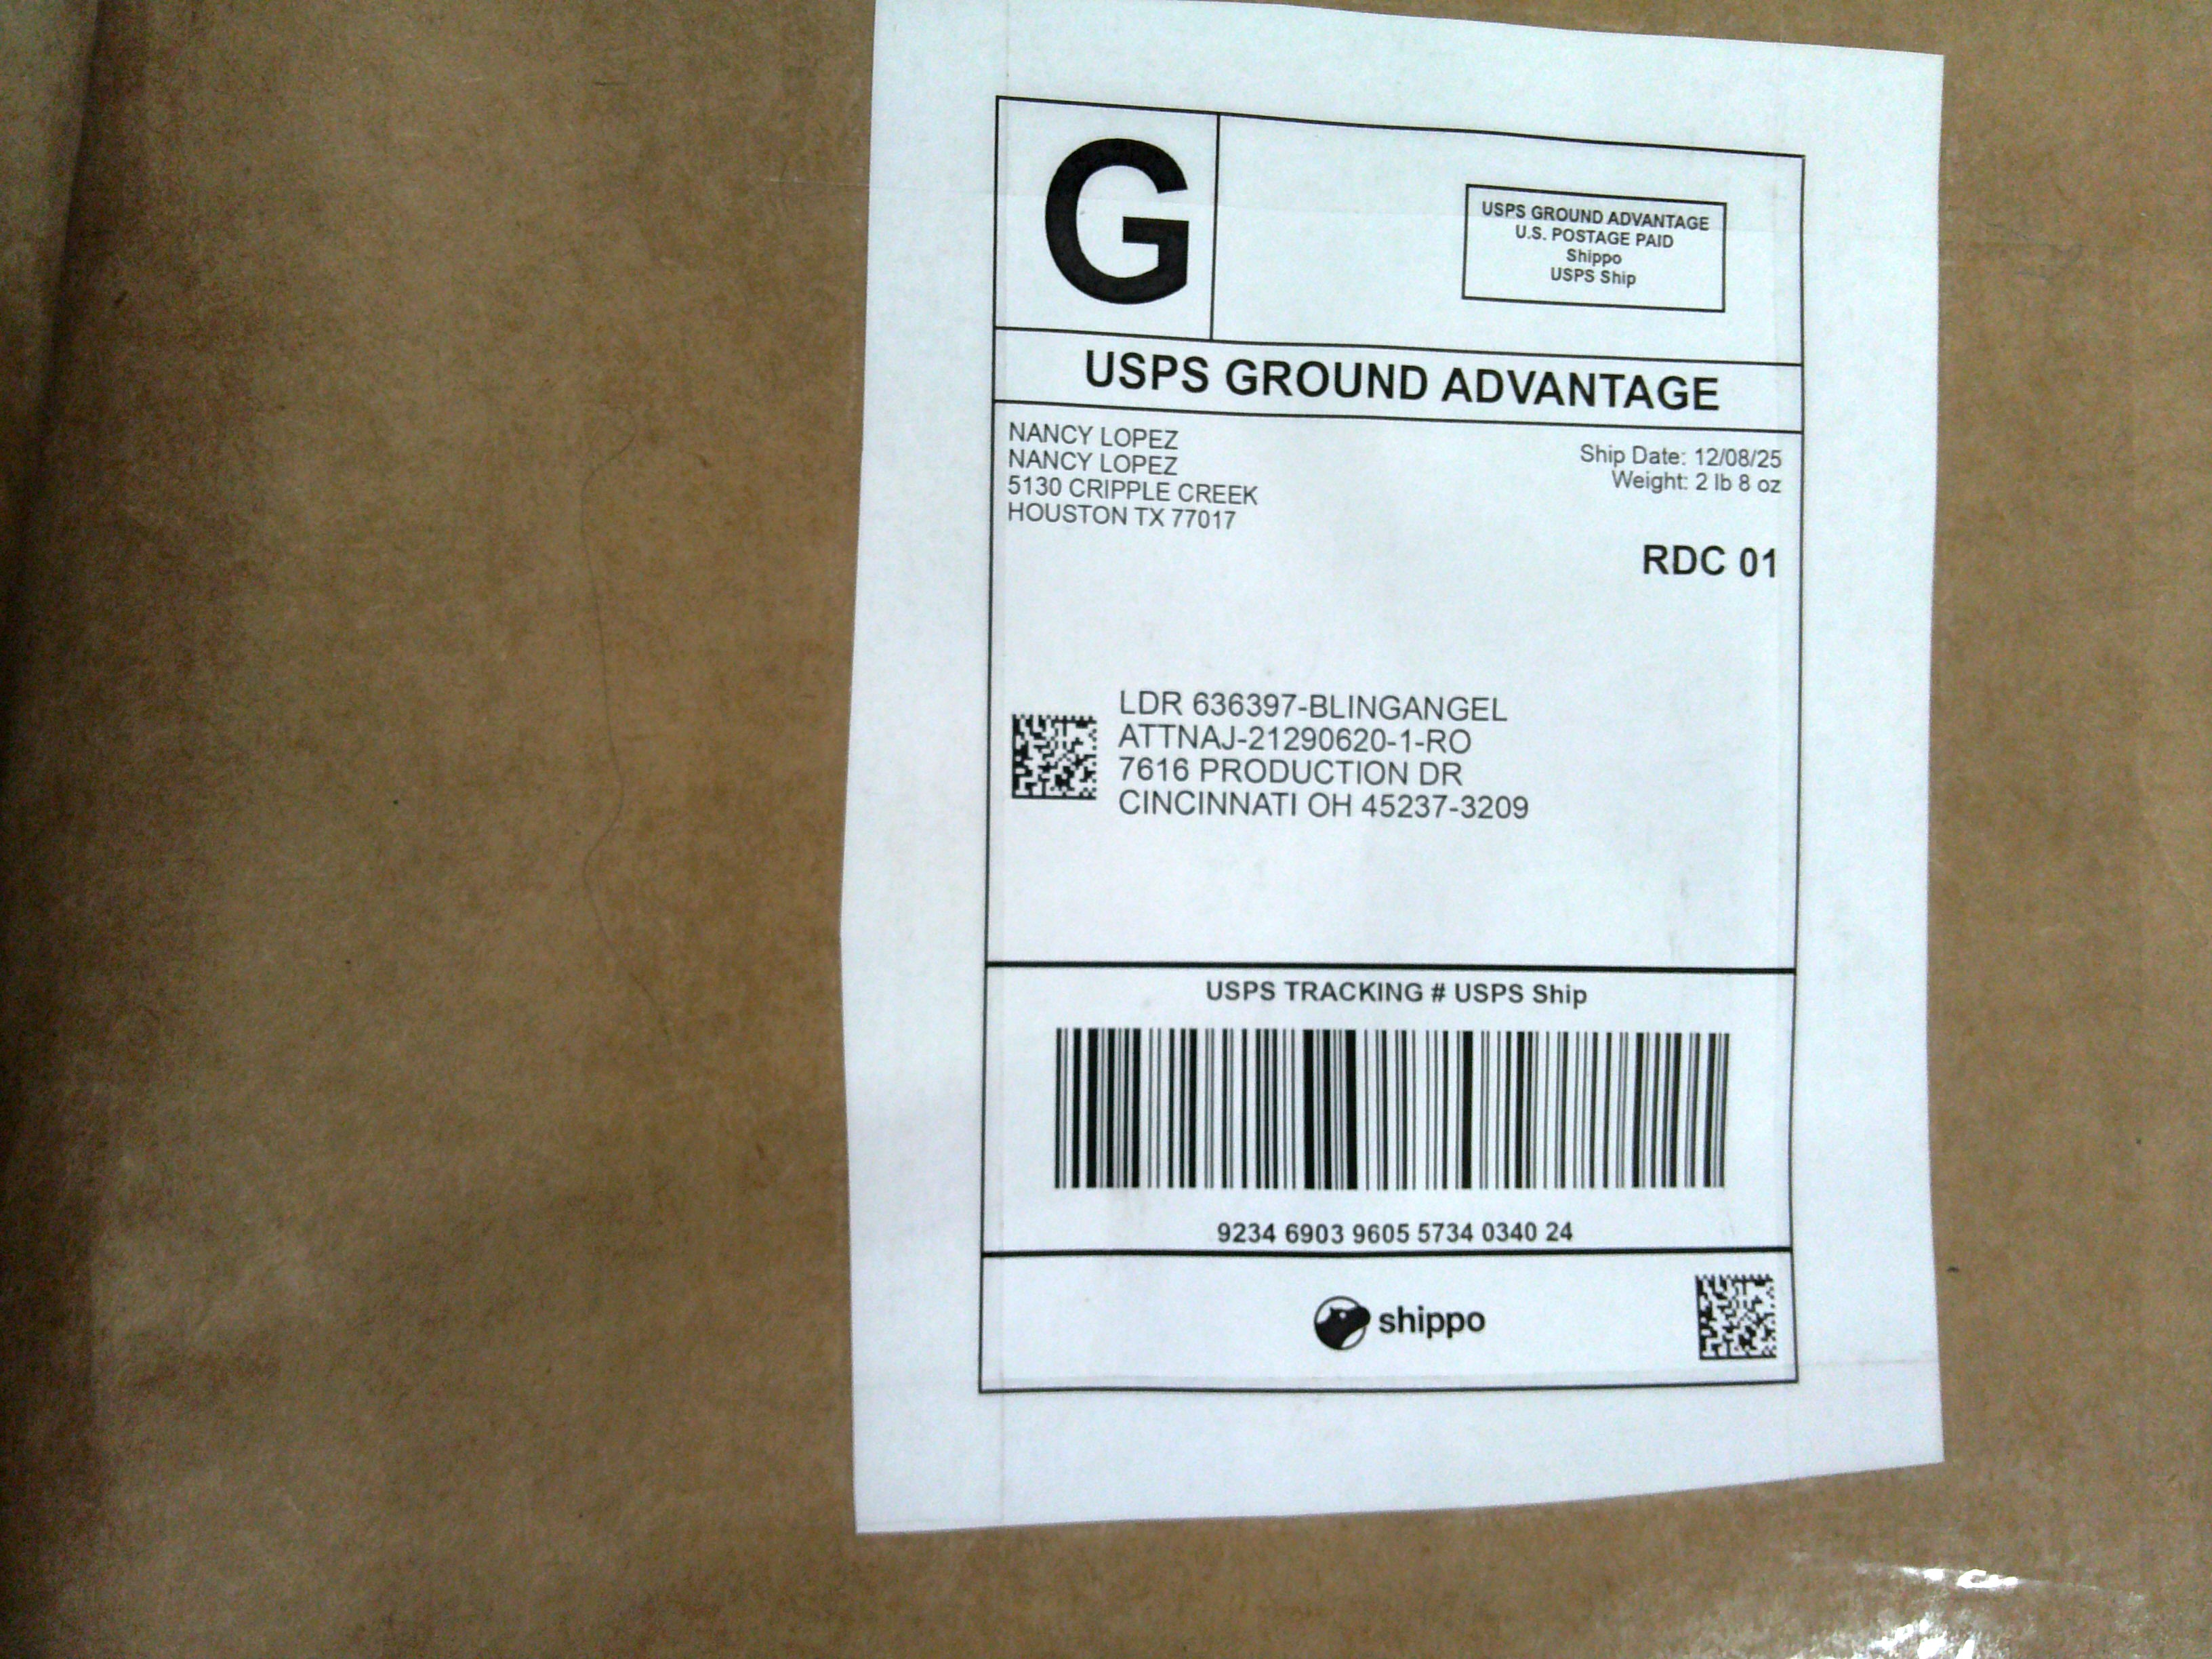 G
USPS GROUND ADVANTAGE
U.S. POSTAGE PAID
Shippo
USPS Ship
USPS GROUND ADVANTAGE
NANCY LOPEZ
NANCY LOPEZ
5130 CRIPPLE CREEK
HOUSTON TX 77017
Ship Date: 12/08/25
Weight: 2 lb 8 oz
RDC 01
LDR 636397-BLINGANGEL
ATTNAJ-21290620-1-RO
7616 PRODUCTION DR
CINCINNATI OH 45237-3209
USPS TRACKING # USPS Ship
9234 6903 9605 5734 0340 24
shippo